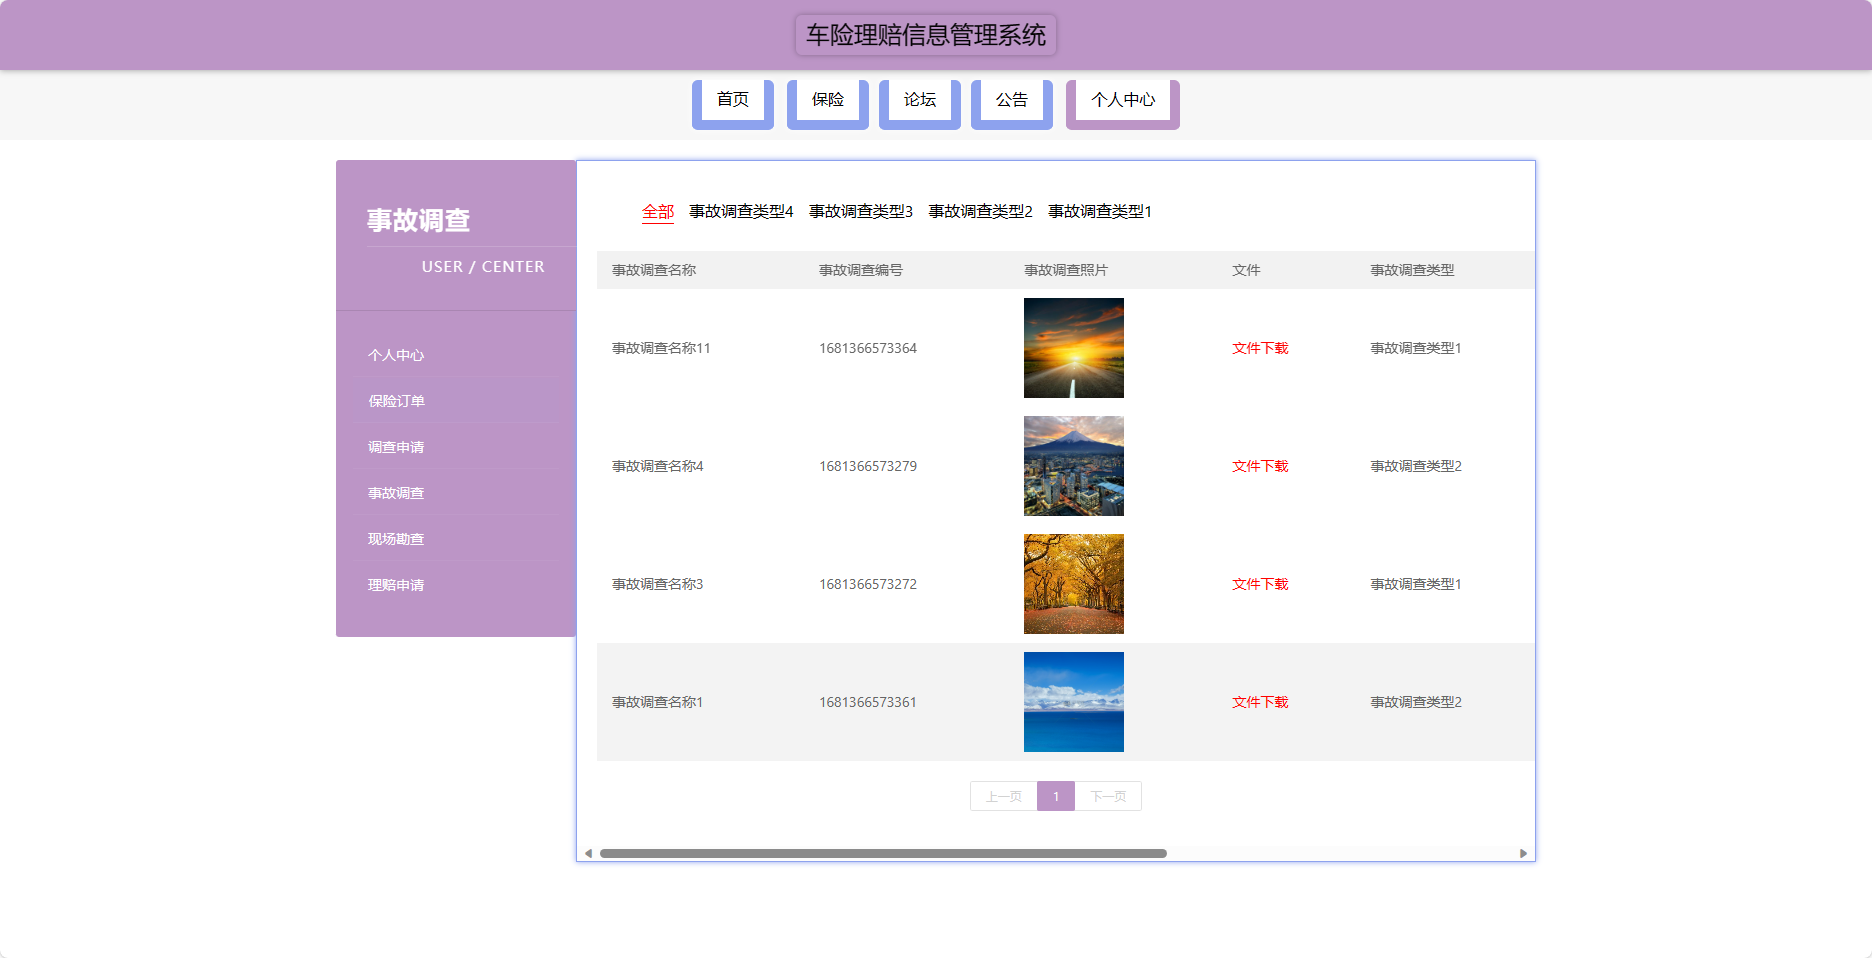 车险理赔信息管理系统
首页 保险 论坛 公告 个人中心
事故调查
USER / CENTER
个人中心
保险订单
调查申请
事故调查
现场勘查
理赔申请
全部 事故调查类型4 事故调查类型3 事故调查类型2 事故调查类型1
事故调查名称 事故调查编号 事故调查照片 文件 事故调查类型
事故调查名称11 1681366573364 文件下载 事故调查类型1
事故调查名称4 1681366573279 文件下载 事故调查类型2
事故调查名称3 1681366573272 文件下载 事故调查类型1
事故调查名称1 1681366573361 文件下载 事故调查类型2
上一页 1 下一页